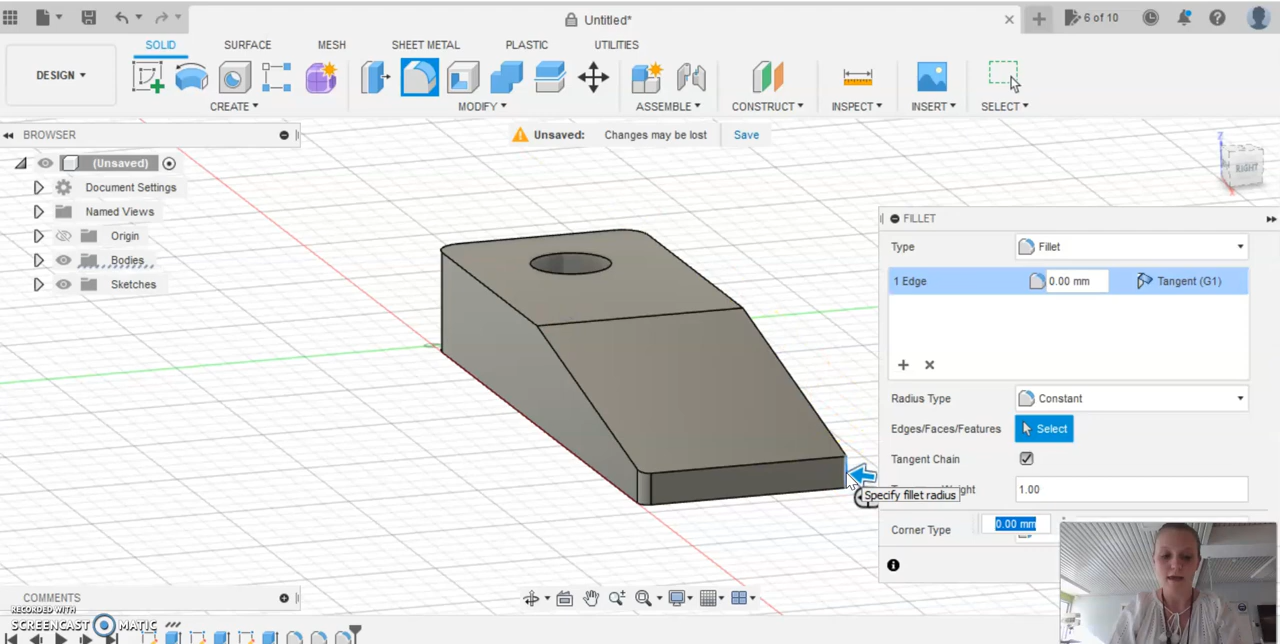 Untitled*
6 of 10
DESIGN
SOLID SURFACE MESH SHEET METAL PLASTIC UTILITIES
CREATE MODIFY ASSEMBLE CONSTRUCT INSPECT INSERT SELECT
BROWSER
Unsaved: Changes may be lost Save
(Unsaved)
Document Settings
Named Views
Origin
Bodies
Sketches
RIGHT
Z
FILLET
Type Fillet
1 Edge 0.00 mm Tangent (G1)
Radius Type Constant
Edges/Faces/Features Select
Tangent Chain
1.00
Specify fillet radius
Corner Type
0.00 mm
COMMENTS
RECORDED WITH
SCREENCAST MATIC